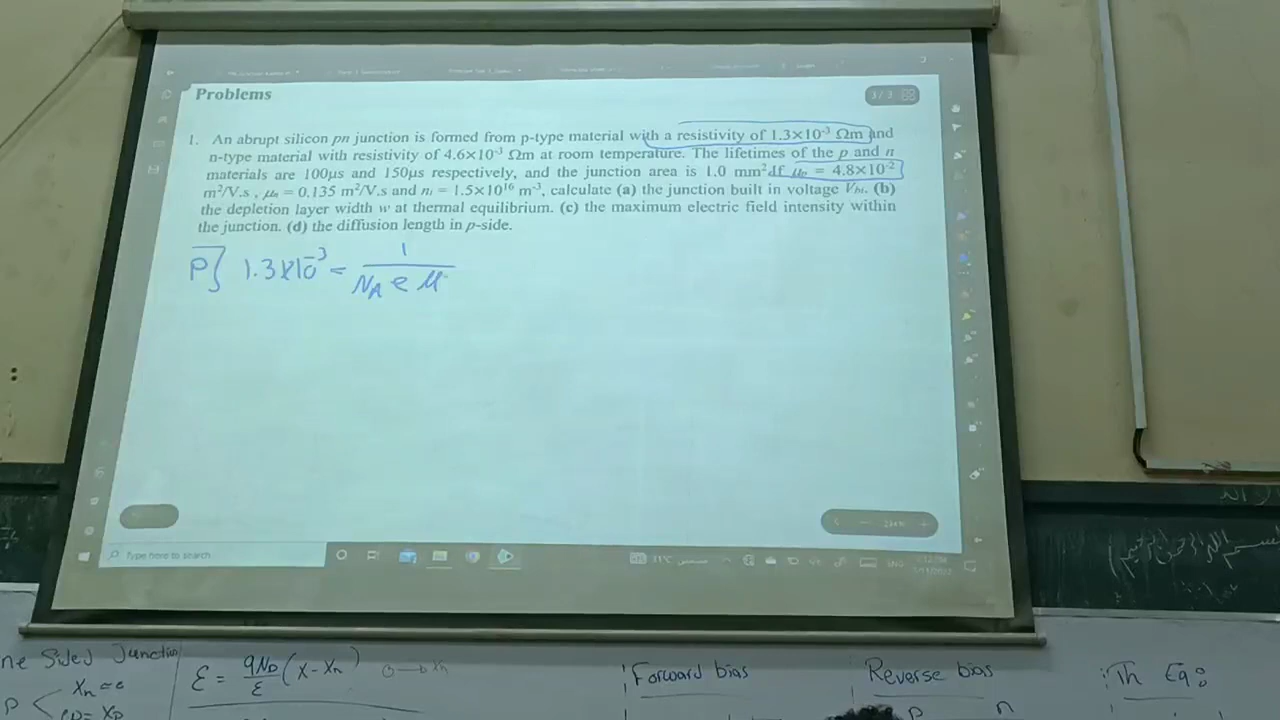 Problems
3 / 3
1. An abrupt silicon pn junction is formed from p-type material with a resistivity of 1.3×10⁻³ Ωm and
n-type material with resistivity of 4.6×10⁻³ Ωm at room temperature. The lifetimes of the p and n
materials are 100μs and 150μs respectively, and the junction area is 1.0 mm²df μp = 4.8×10⁻²
m²/V.s , μn = 0.135 m²/V.s and ni = 1.5×10¹⁶ m⁻³, calculate (a) the junction built in voltage Vbi. (b)
the depletion layer width w at thermal equilibrium. (c) the maximum electric field intensity within
the junction. (d) the diffusion length in p-side.
P} 1.3×10⁻³ = 1 / NA e μ
Type here to search
11°C
ENG
ne Sided Junction
P Xn = 0
ℰ = qND/ε (X-Xn)
Forward bias
Reverse bias
P n
Th Eq: